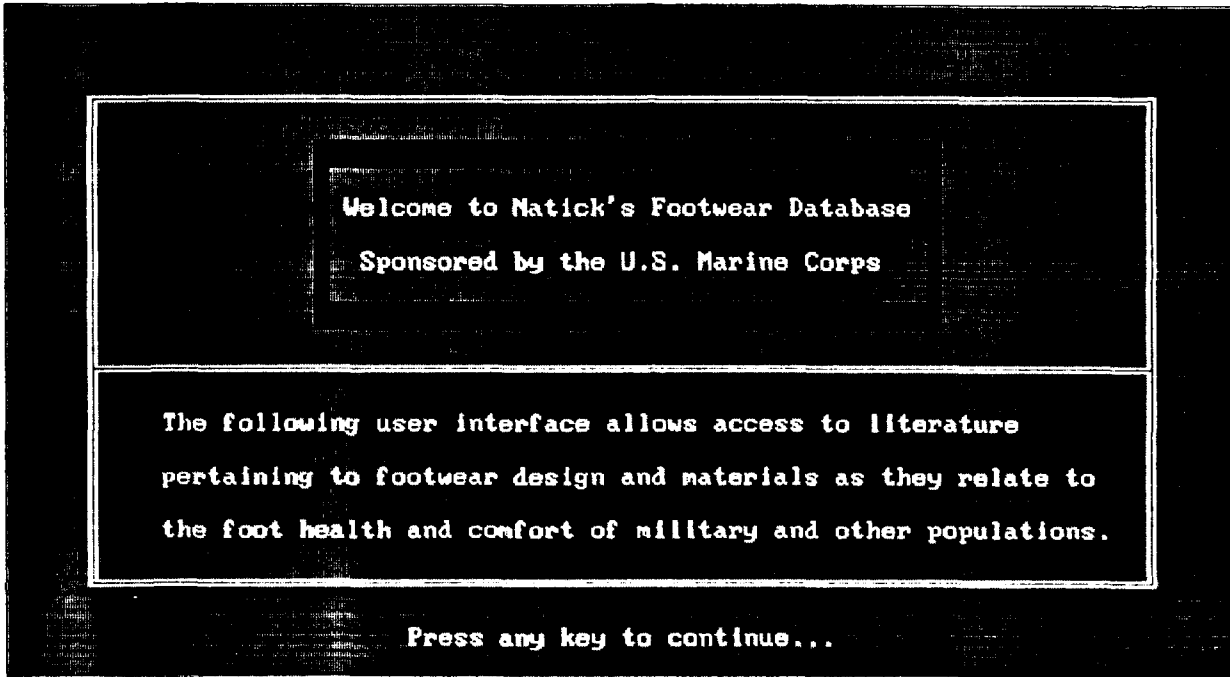 Welcome to Natick's Footwear Database
Sponsored by the U.S. Marine Corps
The following user interface allows access to literature
pertaining to footwear design and materials as they relate to
the foot health and comfort of military and other populations.
Press any key to continue...